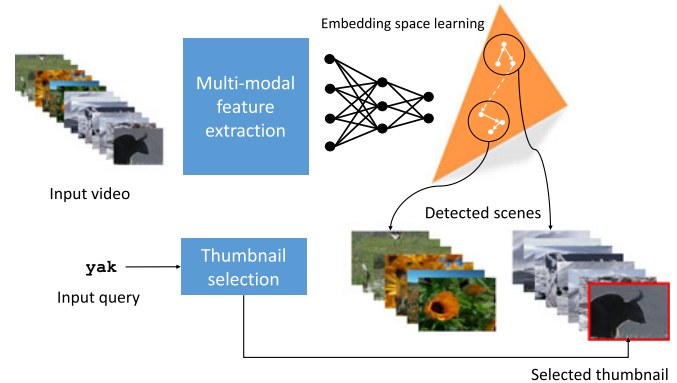 Embedding space learning
Multi-modal
feature
extraction
Input video
Detected scenes
yak
Thumbnail
selection
Input query
Selected thumbnail